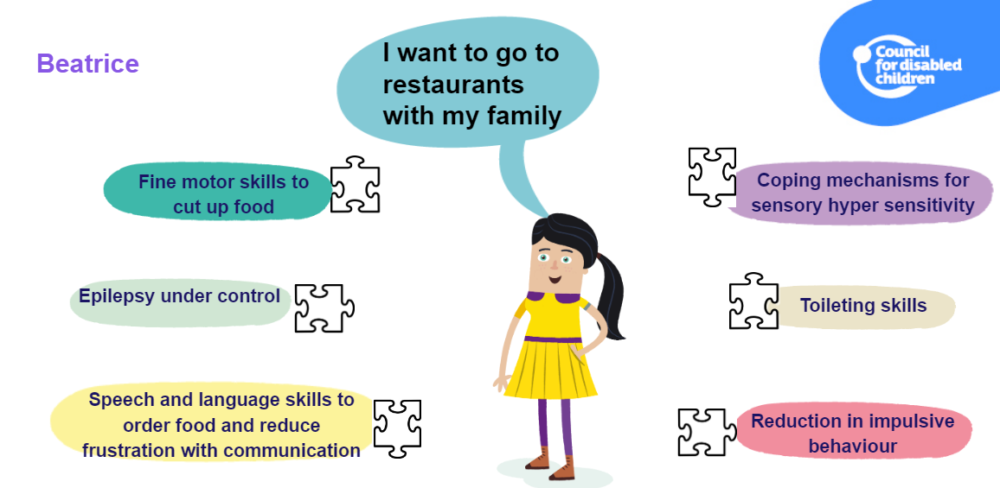 Beatrice
I want to go to
restaurants
with my family
Council
for disabled
children
Fine motor skills to
cut up food
Coping mechanisms for
sensory hyper sensitivity
Epilepsy under control
Toileting skills
Speech and language skills to
order food and reduce
frustration with communication
Reduction in impulsive
behaviour